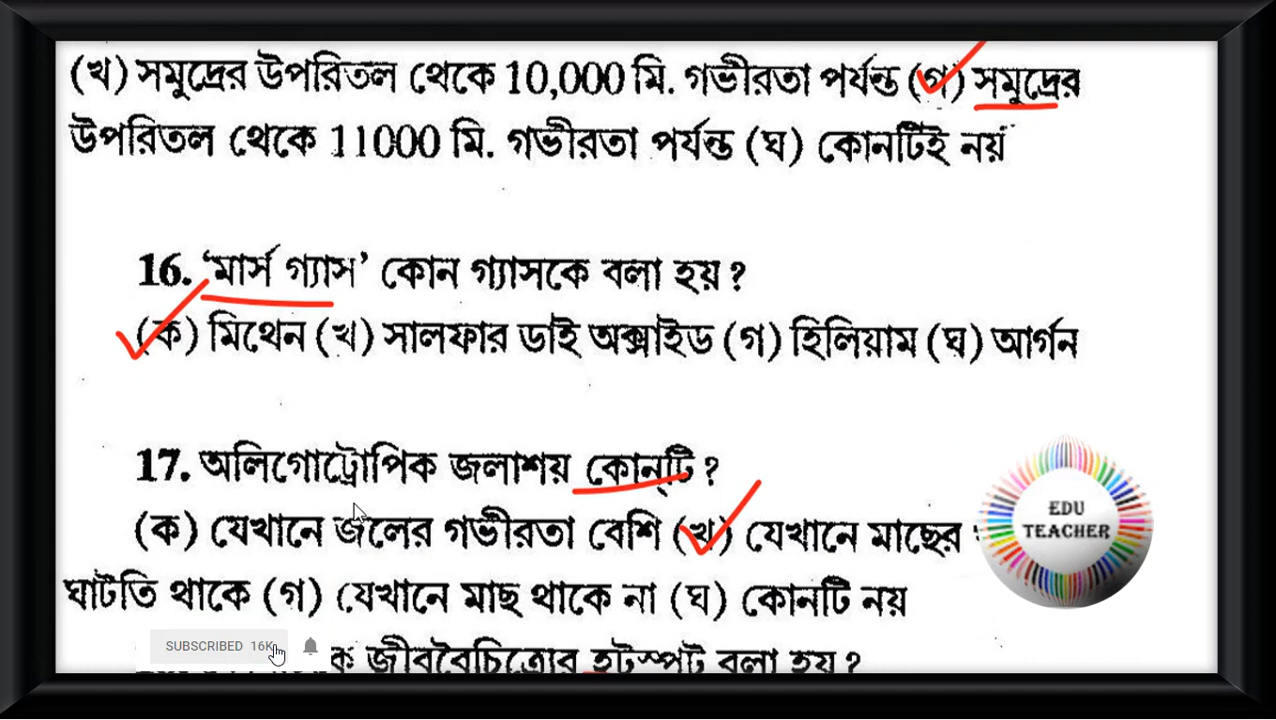 (খ) সমুদ্রের উপরিতল থেকে 10,000 মি. গভীরতা পর্যন্ত (গ) সমুদ্রের
উপরিতল থেকে 11000 মি. গভীরতা পর্যন্ত (ঘ) কোনটিই নয়
16. ‘মার্স গ্যাস’ কোন গ্যাসকে বলা হয় ?
(ক) মিথেন (খ) সালফার ডাই অক্সাইড (গ) হিলিয়াম (ঘ) আর্গন
17. অলিগোট্রোপিক জলাশয় কোন্‌টি ?
(ক) যেখানে জলের গভীরতা বেশি (খ) যেখানে মাছের
ঘাটতি থাকে (গ) যেখানে মাছ থাকে না (ঘ) কোনটি নয়
EDU
TEACHER
SUBSCRIBED 16K
জীববৈচিত্র্যের হটস্পট বলা হয় ?